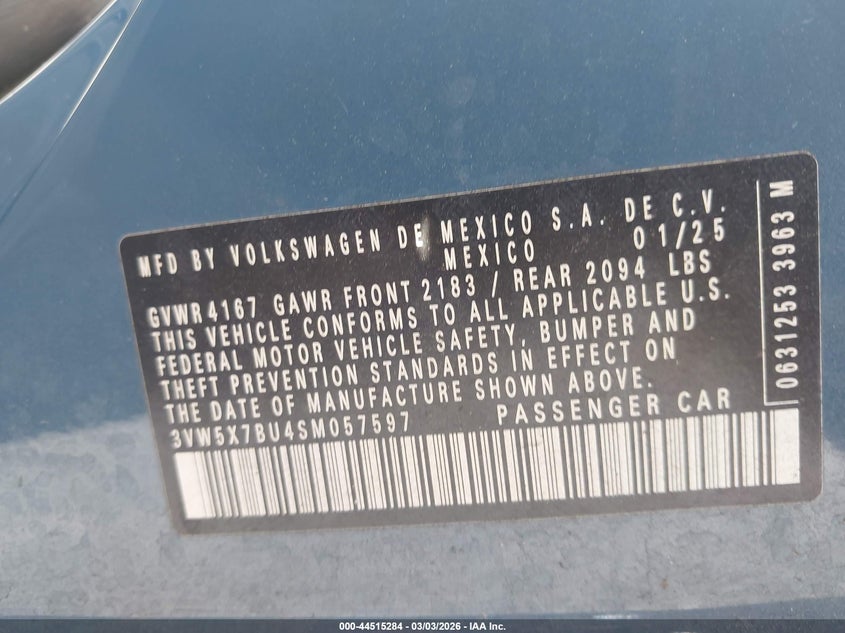 MFD BY VOLKSWAGEN DE MEXICO S.A. DE C.V.
MEXICO 01/25
GVWR 4167 GAWR FRONT 2183 / REAR 2094 LBS
THIS VEHICLE CONFORMS TO ALL APPLICABLE U.S.
FEDERAL MOTOR VEHICLE SAFETY, BUMPER AND
THEFT PREVENTION STANDARDS IN EFFECT ON
THE DATE OF MANUFACTURE SHOWN ABOVE.
3VW5X7BU4SM057597 PASSENGER CAR
0631253 3963 M
000-44515284 | 03/03/2026 - IAA Inc.